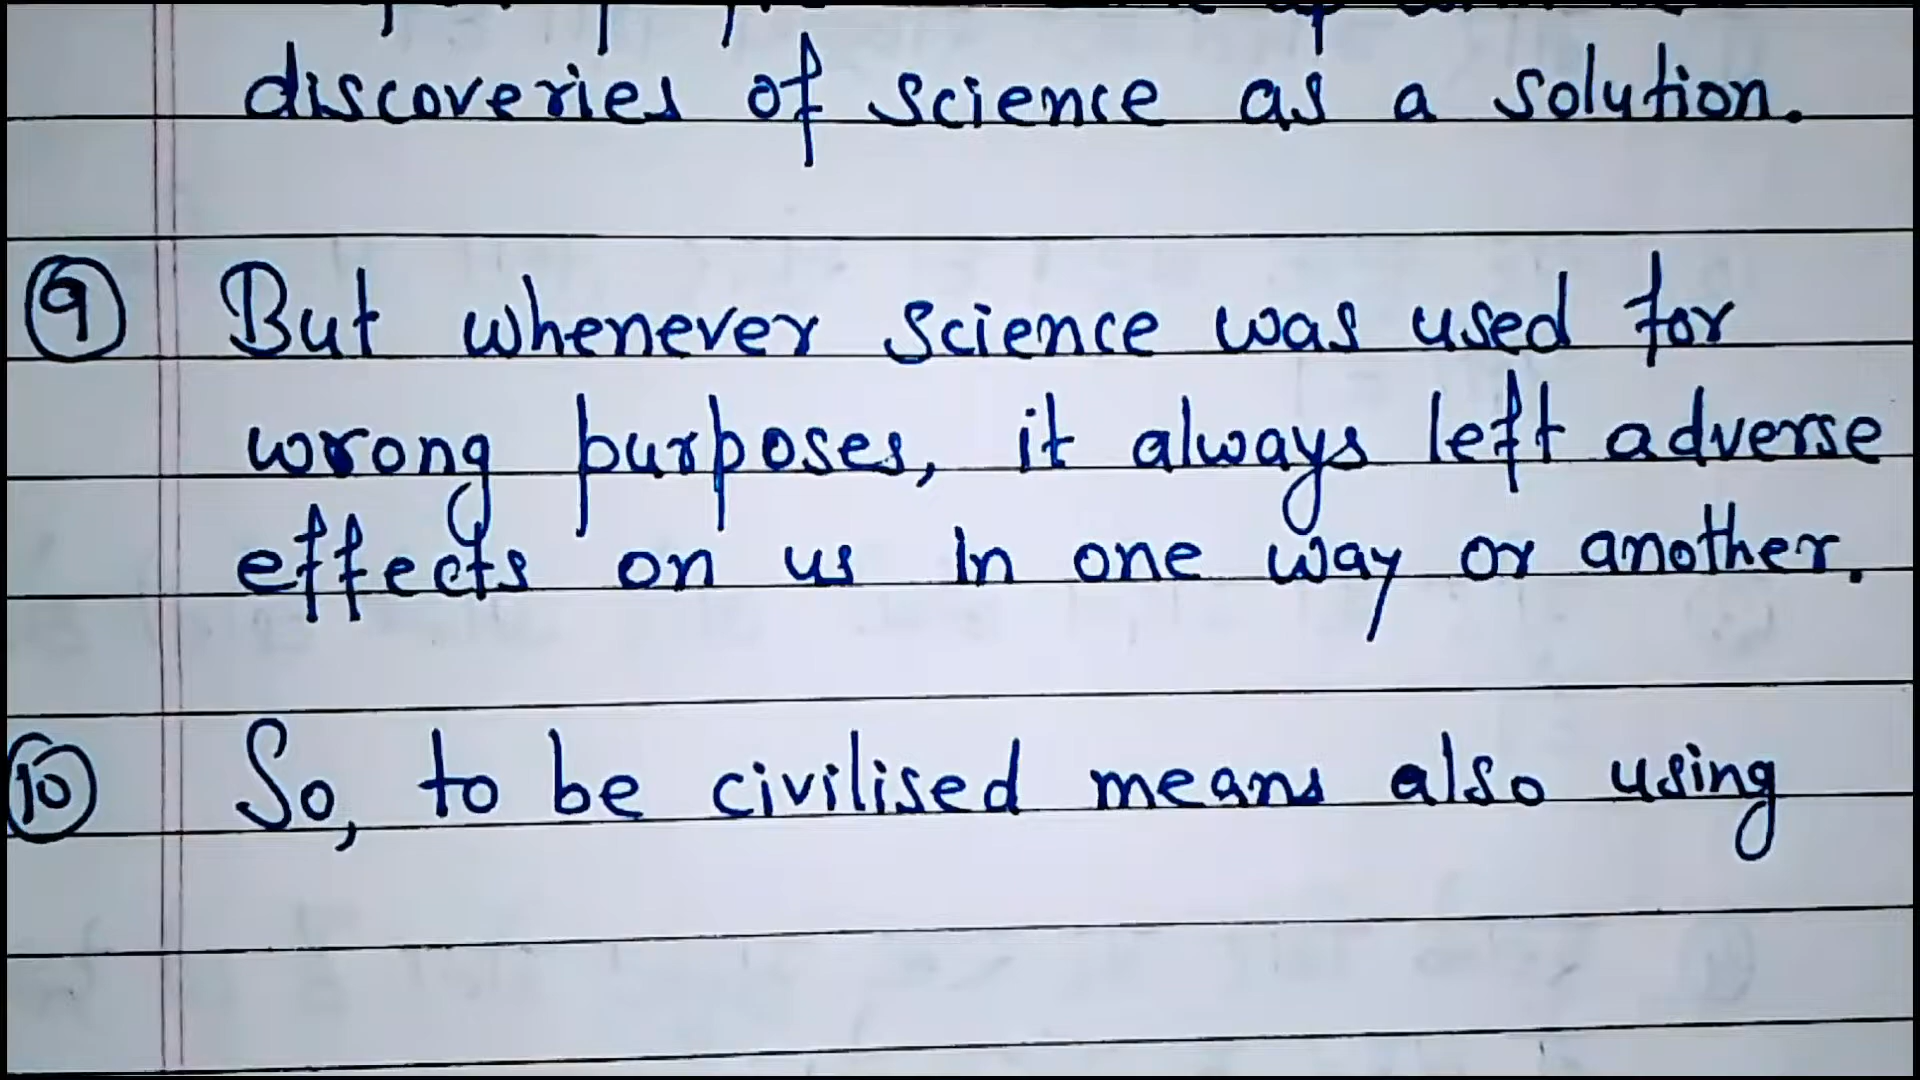 discoveries of science as a solution.
9 But whenever science was used for
wrong purposes, it always left adverse
effects on us in one way or another.
10 So, to be civilised means also using